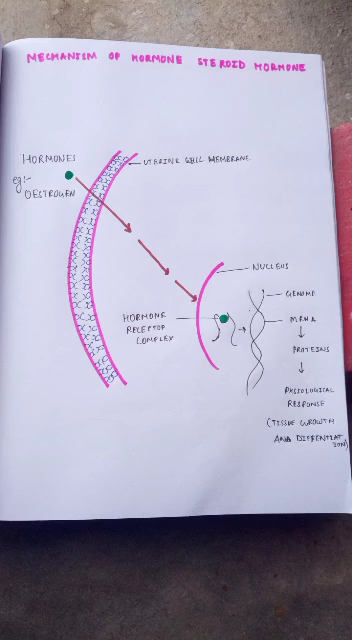 MECHANISM OF HORMONE STEROID HORMONE
HORMONES
eg:-
OESTROGEN
UTERINE CELL MEMBRANE
NUCLEUS
GENOME
HORMONE
RECEPTOR
COMPLEX
MRNA
PROTEINS
PHYSIOLOGICAL
RESPONSE
(TISSUE GROWTH
AND DIFERENTIAT
ION)